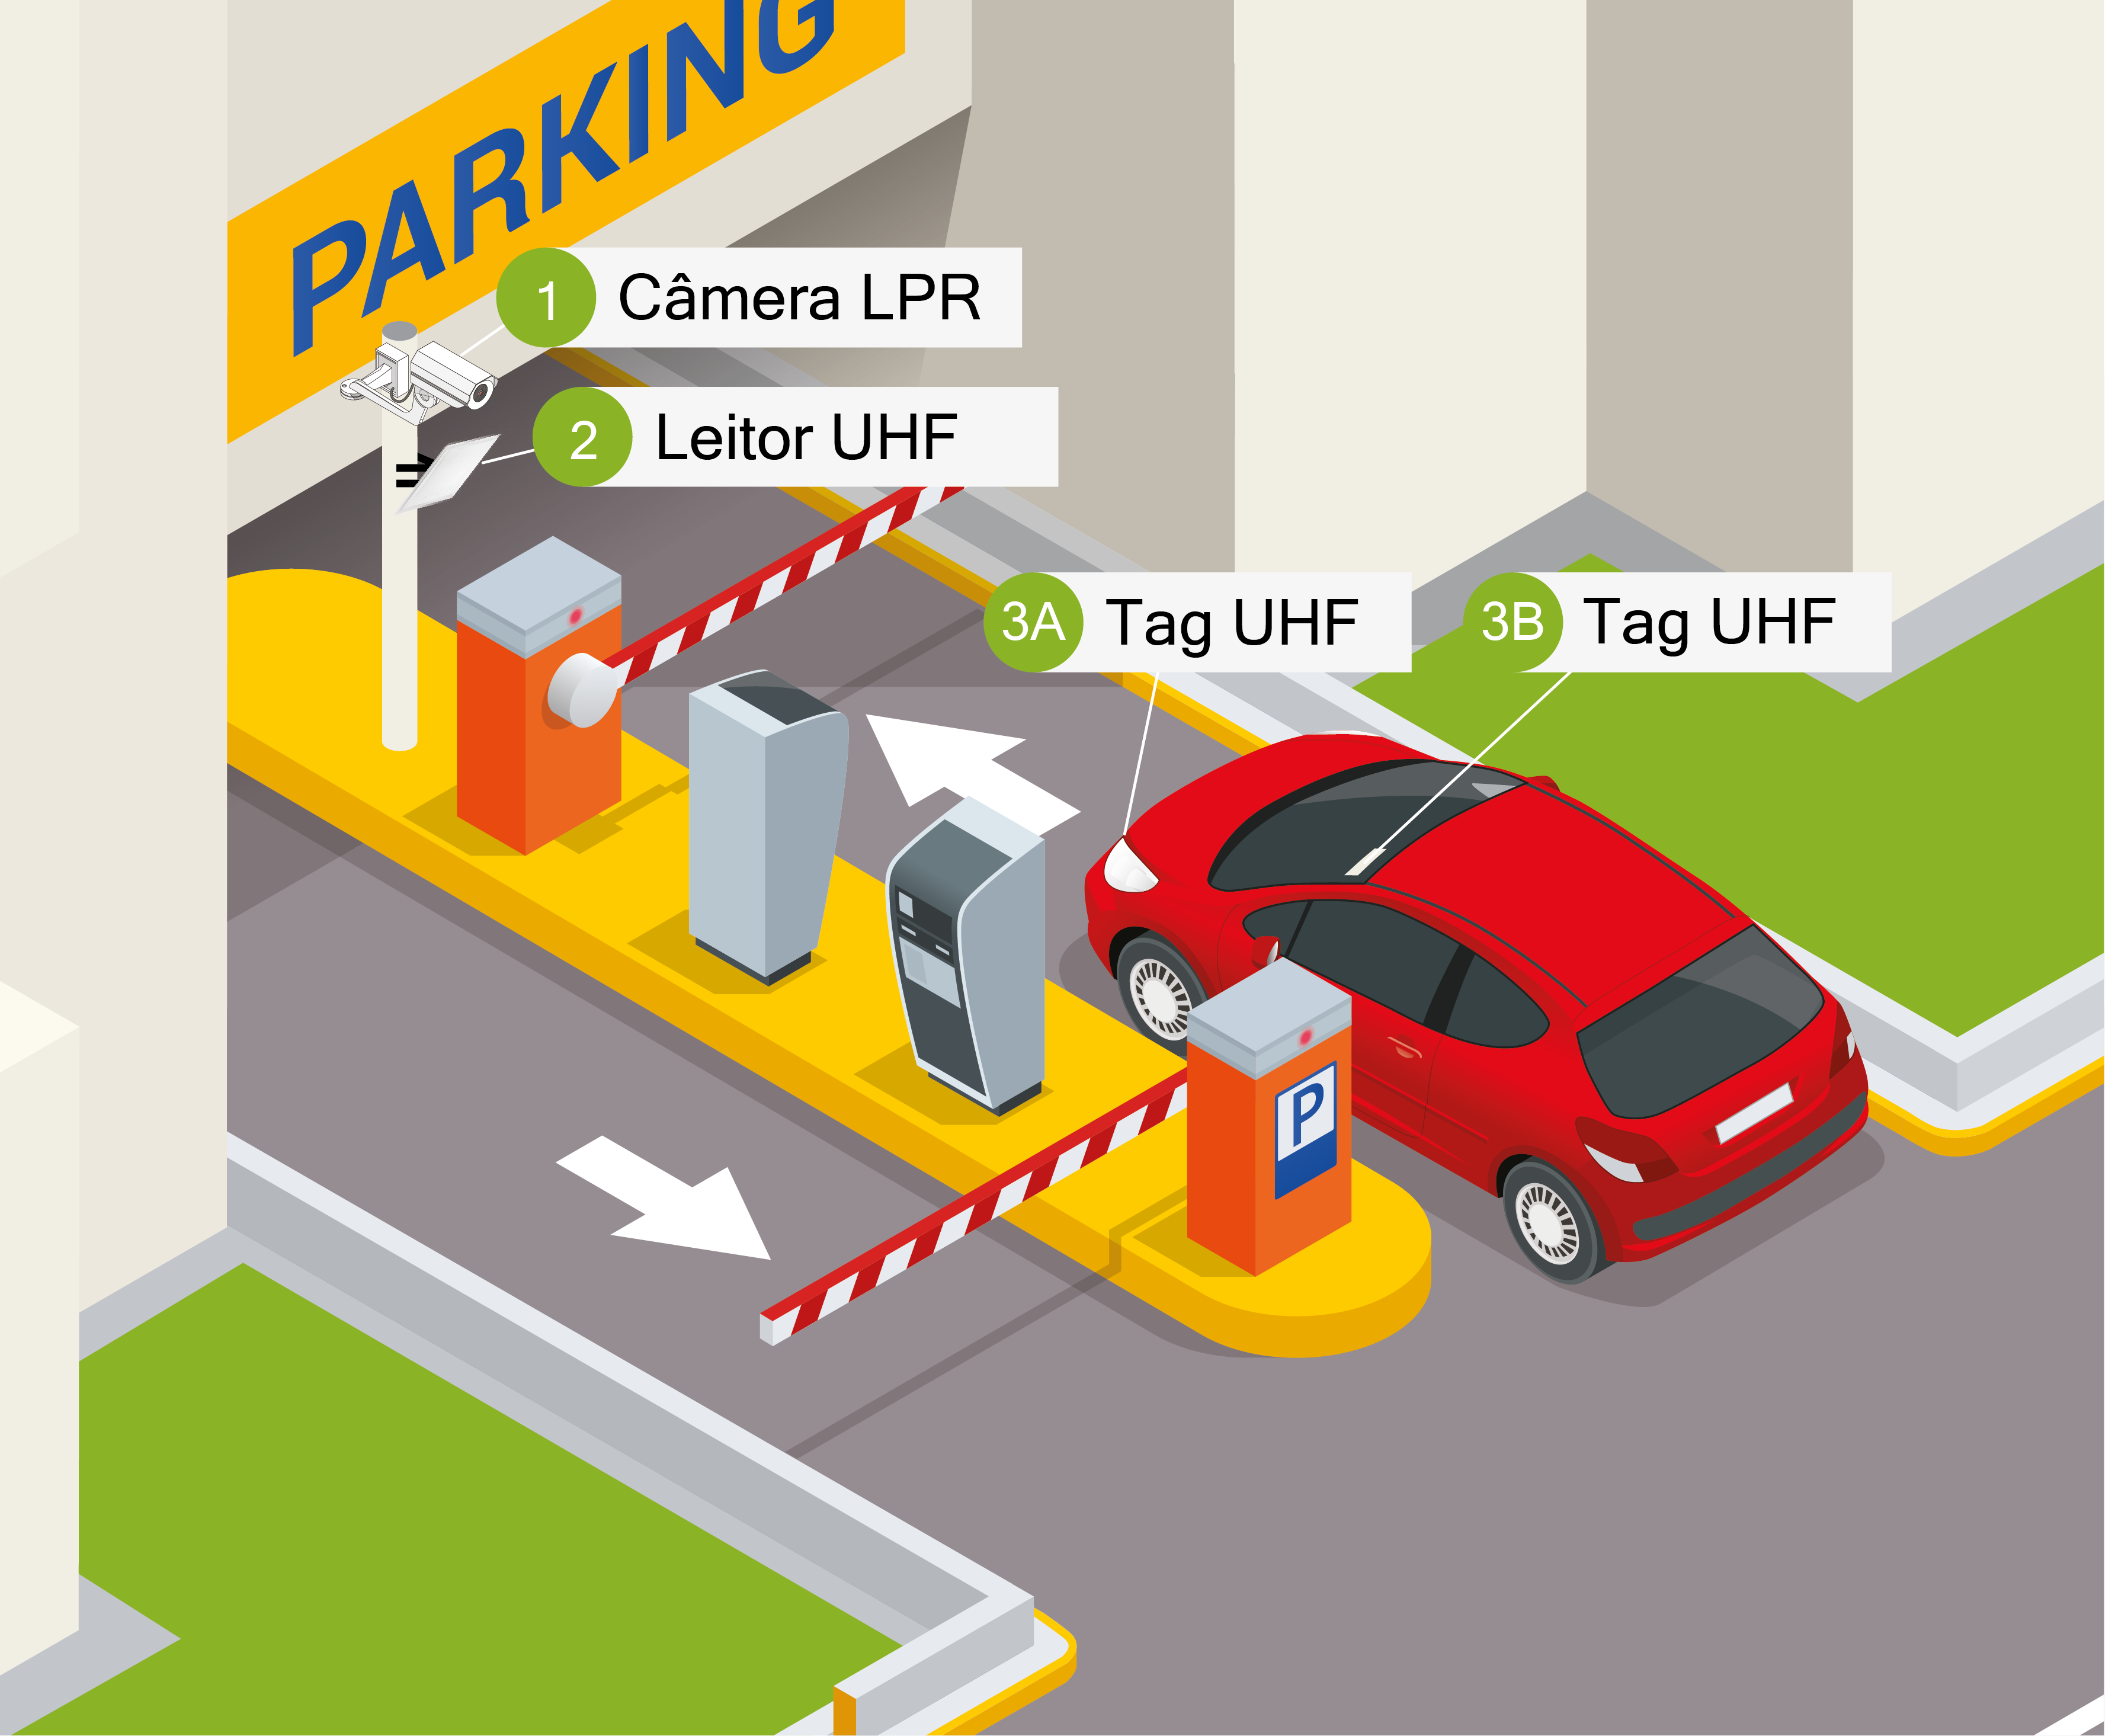 PARKING
1 Câmera LPR
2 Leitor UHF
3A Tag UHF
3B Tag UHF
P